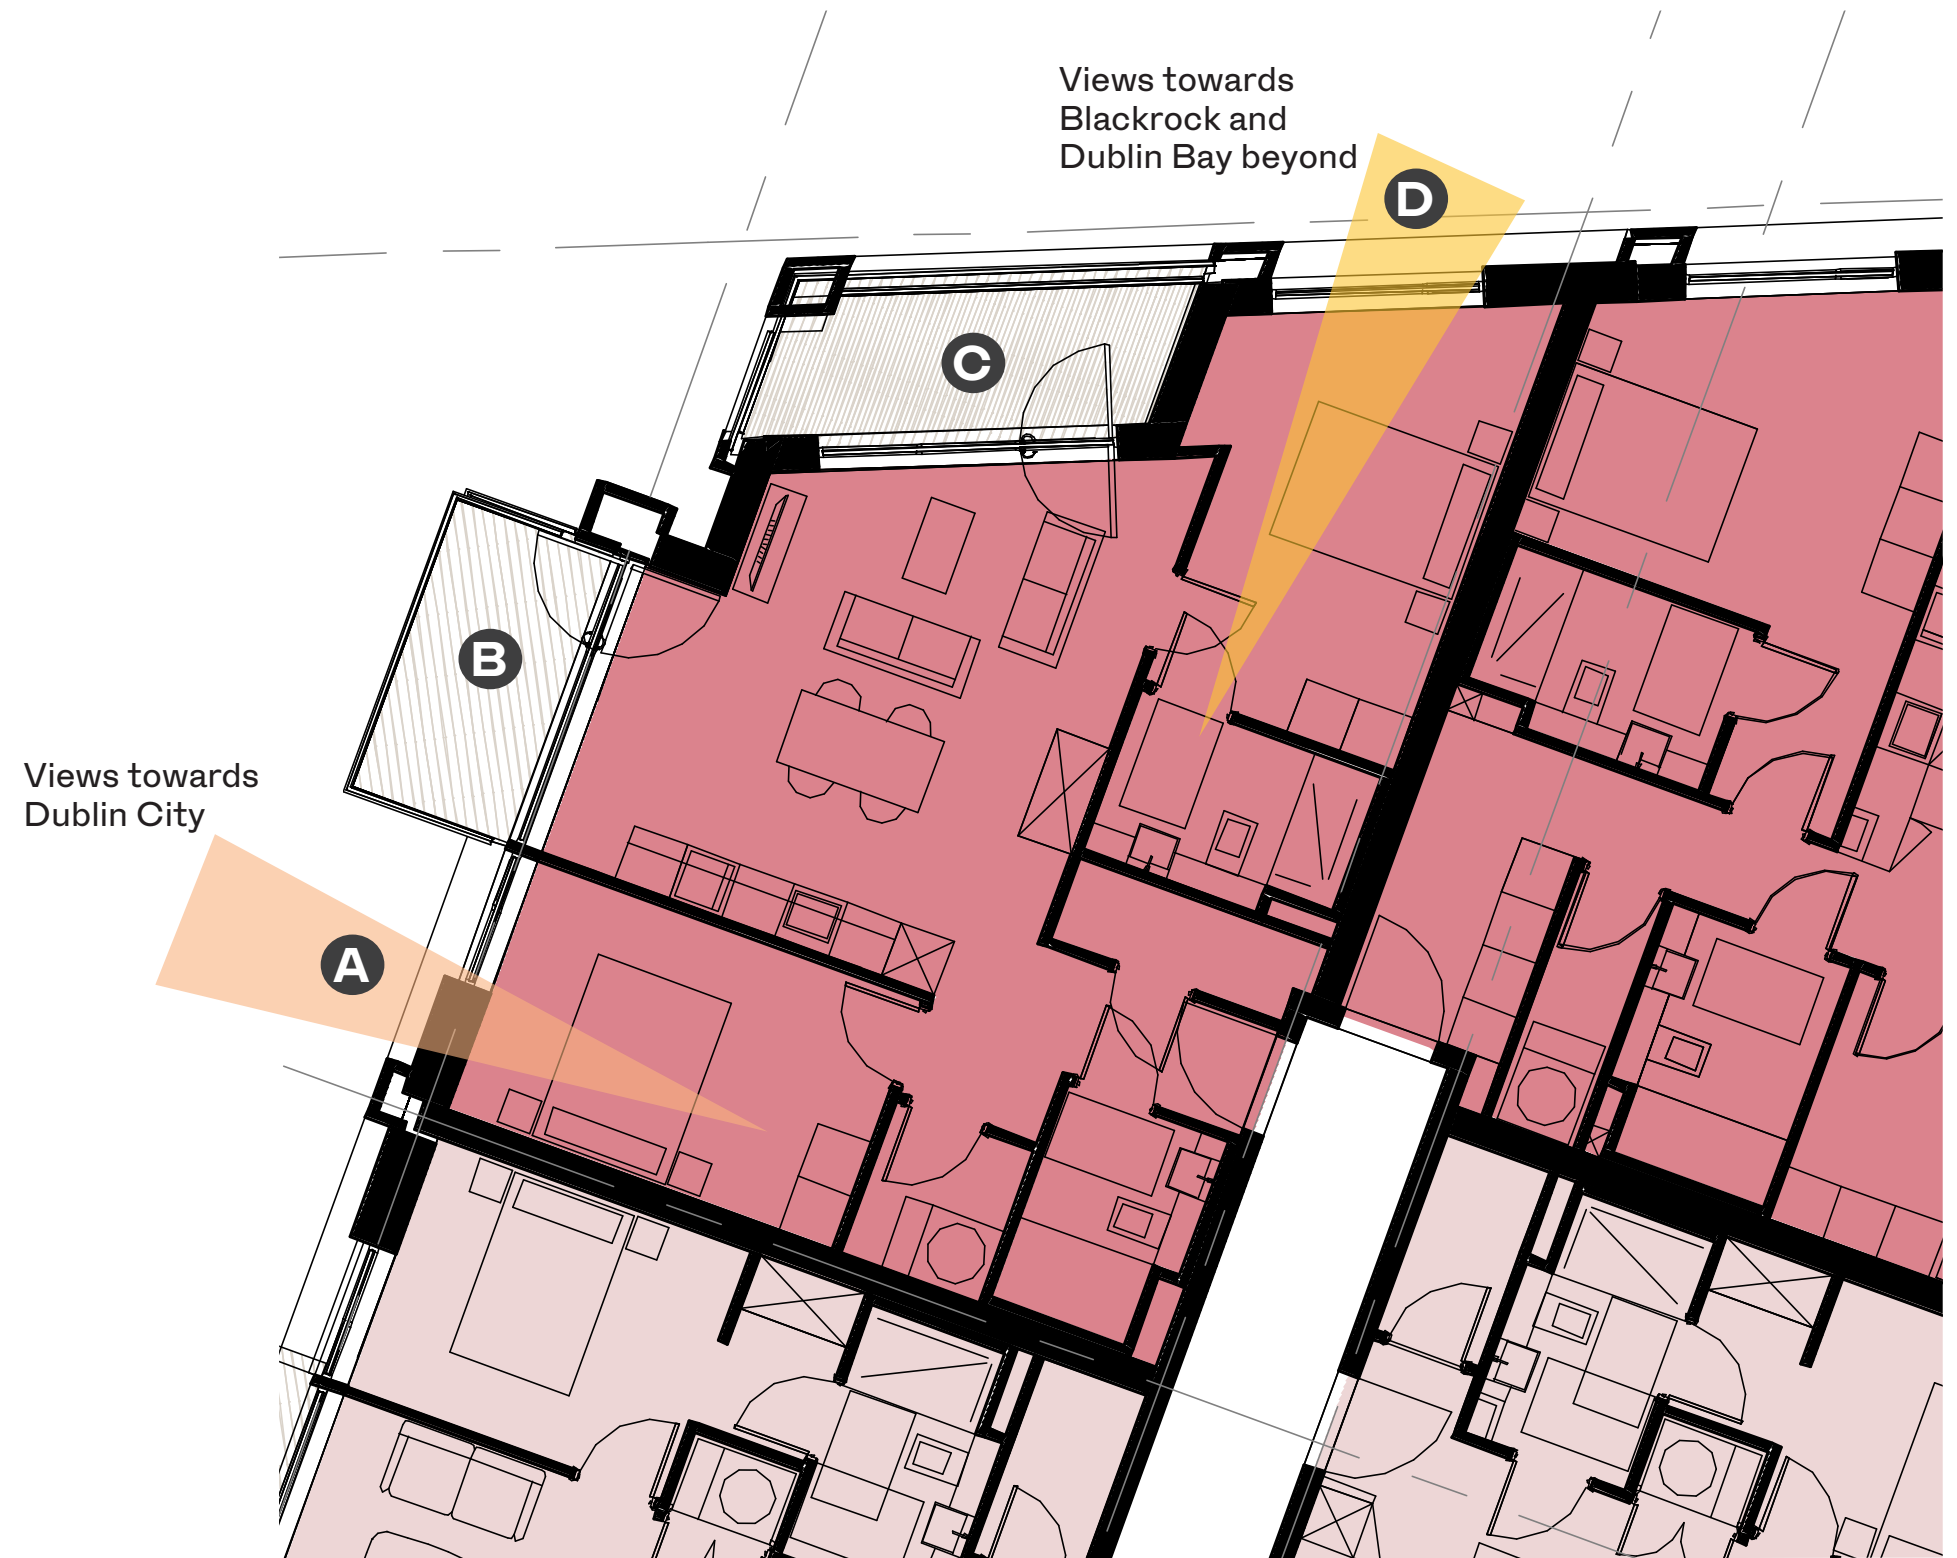 Views towards
Blackrock and
Dublin Bay beyond
D
C
B
Views towards
Dublin City
A